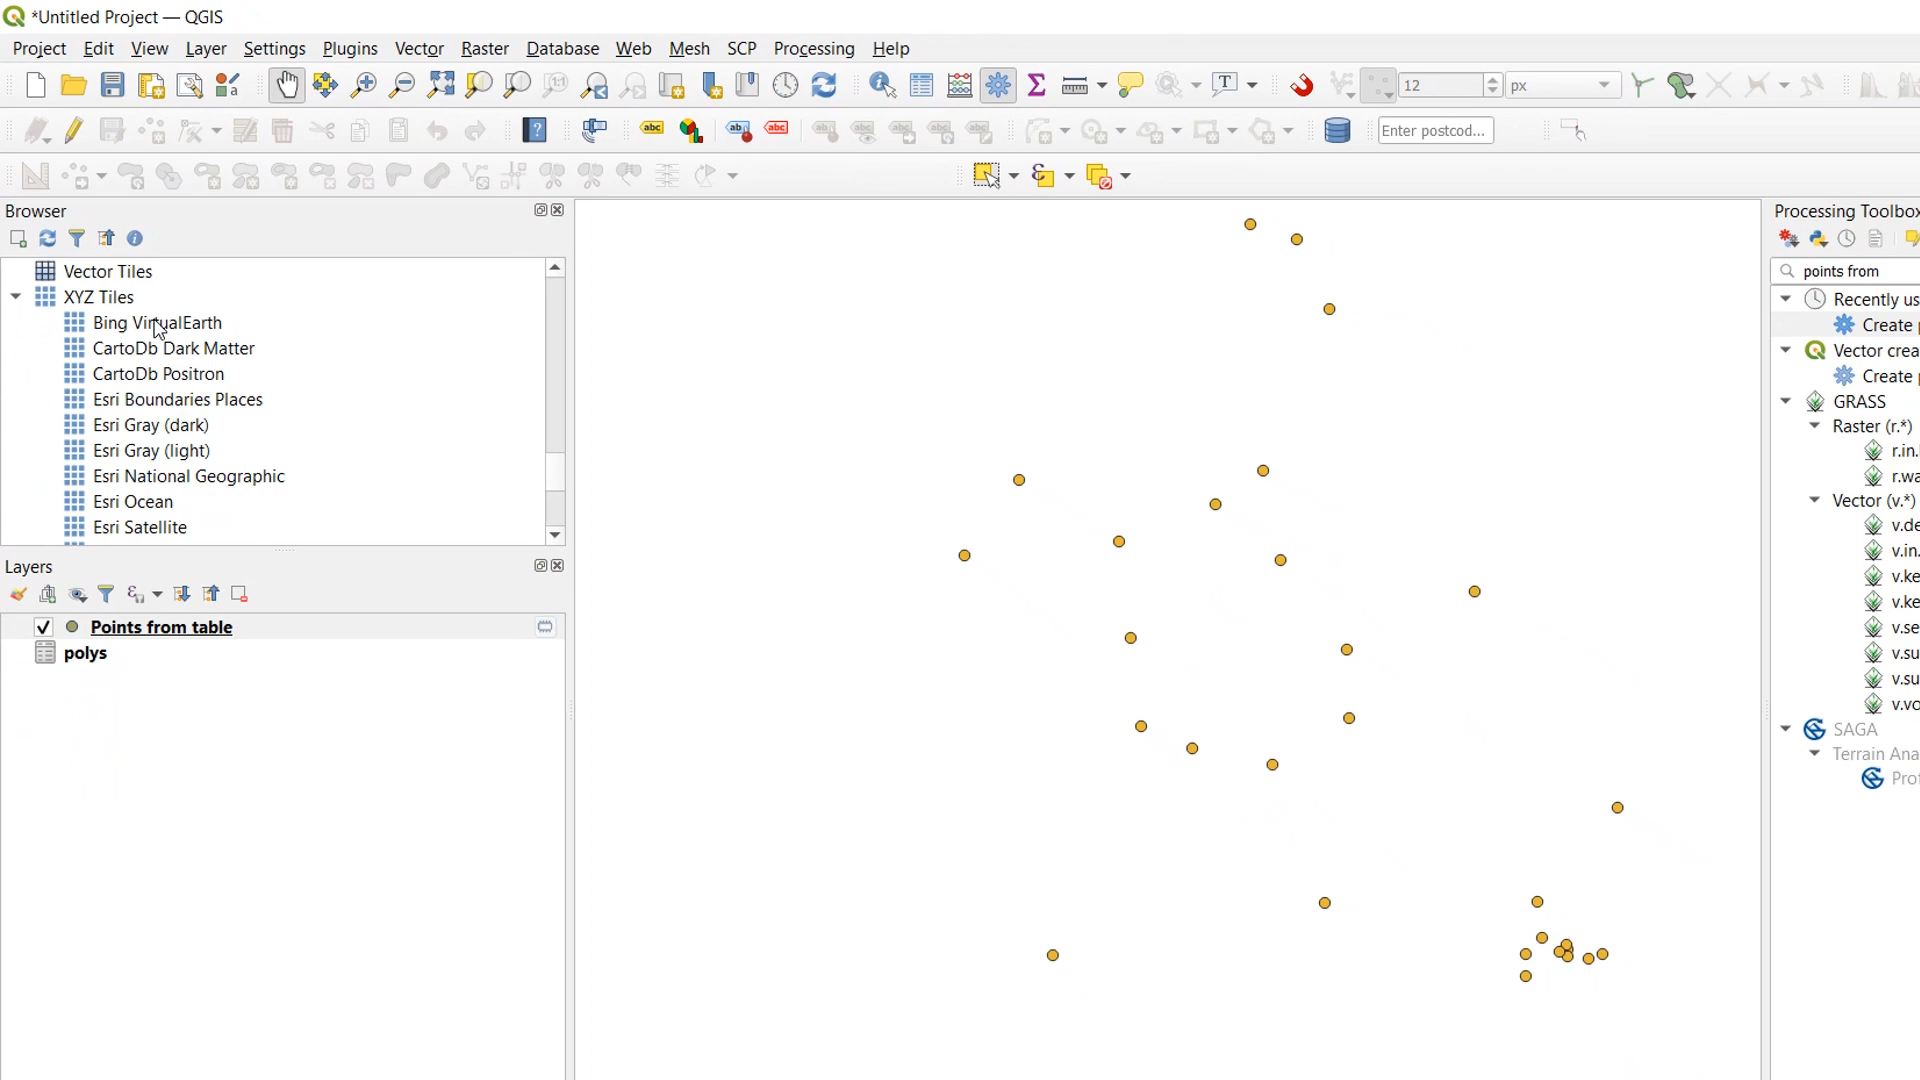 *Untitled Project — QGIS
Project Edit View Layer Settings Plugins Vector Raster Database Web Mesh SCP Processing Help
12 px
abc abc abc Enter postcod...
Browser
Vector Tiles
XYZ Tiles
Bing VirtualEarth
CartoDb Dark Matter
CartoDb Positron
Esri Boundaries Places
Esri Gray (dark)
Esri Gray (light)
Esri National Geographic
Esri Ocean
Esri Satellite
Layers
Points from table
polys
Processing Toolbox
points from
Recently us
Create p
Vector crea
Create p
GRASS
Raster (r.*)
r.in.l
r.wa
Vector (v.*)
v.de
v.in.
v.ke
v.ke
v.se
v.su
v.su
v.vo
SAGA
Terrain Ana
Prof